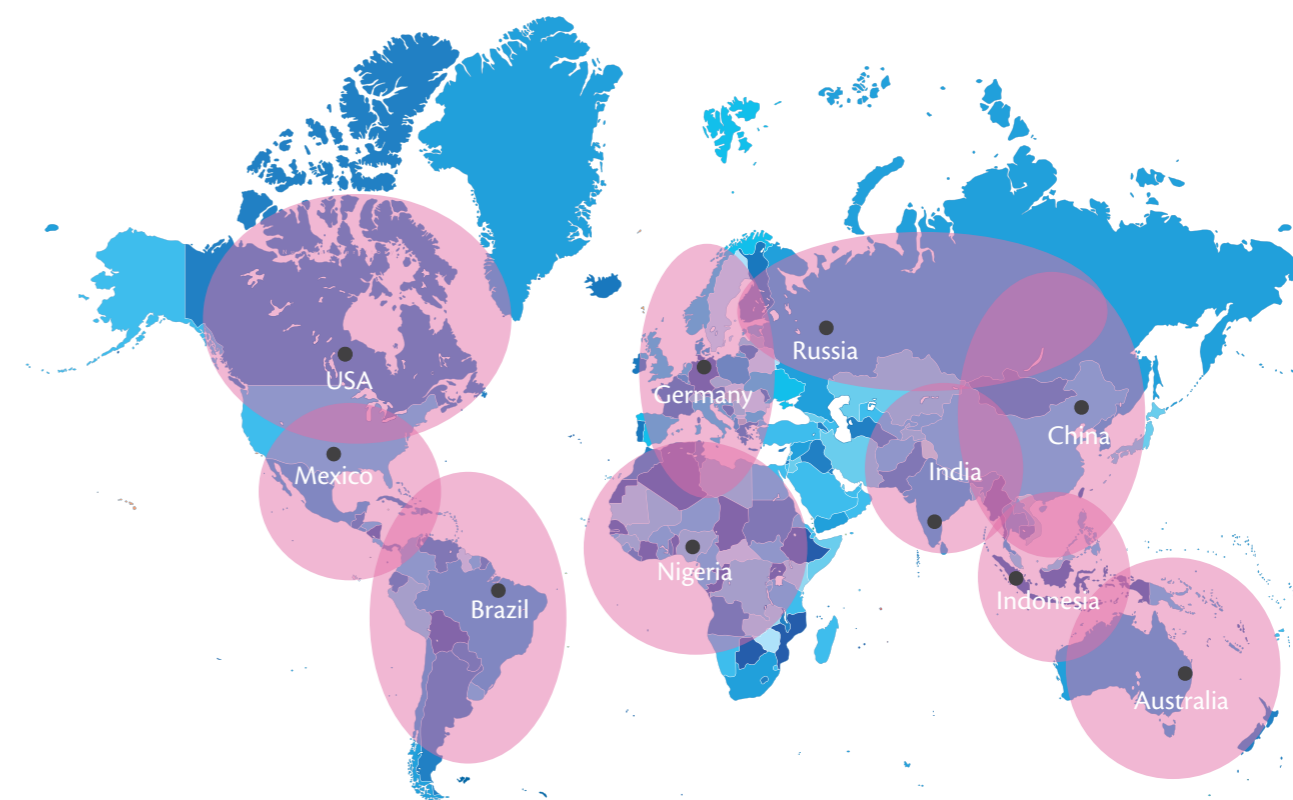 Russia
USA
Germany
China
India
Mexico
Nigeria
Indonesia
Brazil
Australia